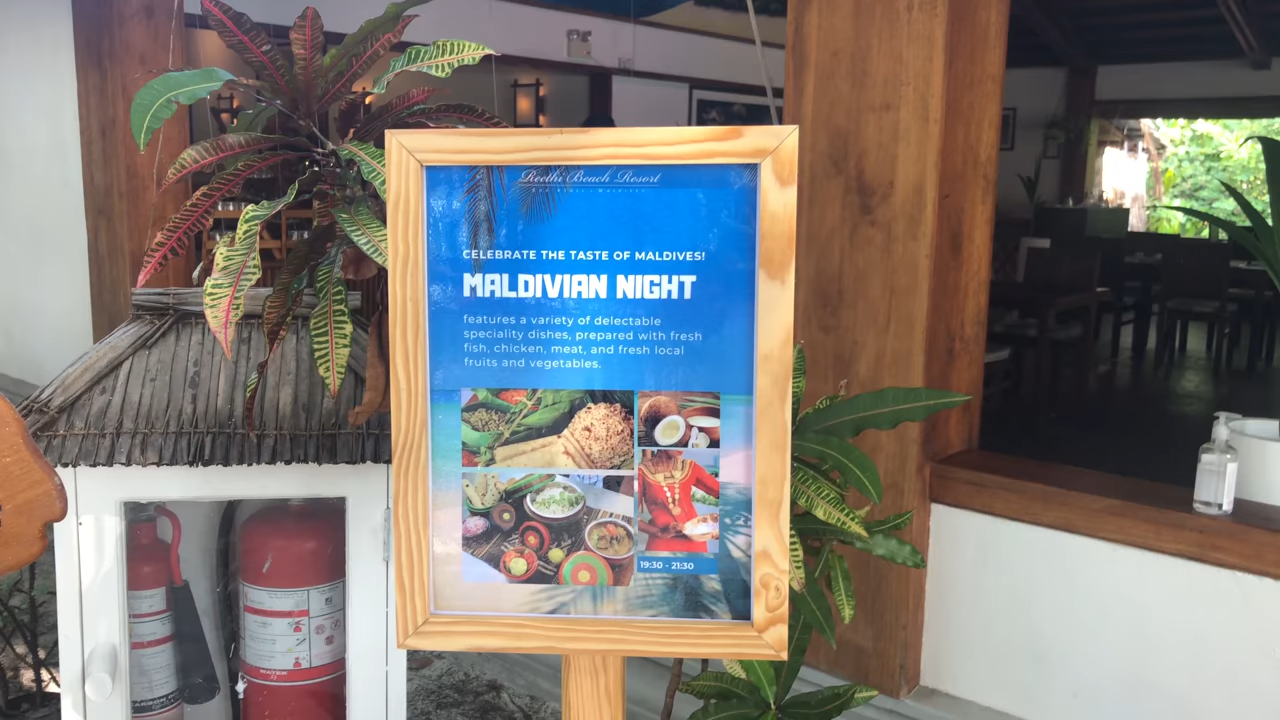 Reethi Beach Resort
CELEBRATE THE TASTE OF MALDIVES!
MALDIVIAN NIGHT
features a variety of delectable
speciality dishes, prepared with fresh
fish, chicken, meat, and fresh local
fruits and vegetables.
19:30 - 21:30